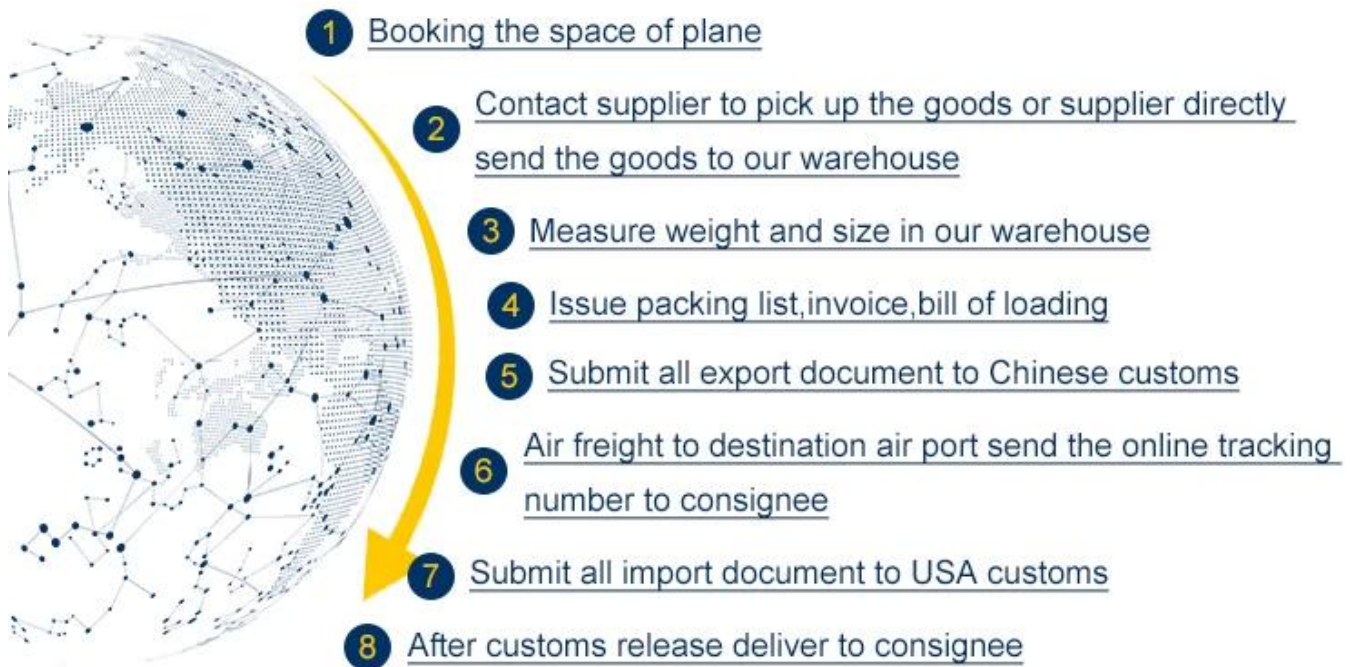 1 Booking the space of plane
2 Contact supplier to pick up the goods or supplier directly
send the goods to our warehouse
3 Measure weight and size in our warehouse
4 Issue packing list,invoice,bill of loading
5 Submit all export document to Chinese customs
6 Air freight to destination air port send the online tracking
number to consignee
7 Submit all import document to USA customs
8 After customs release deliver to consignee